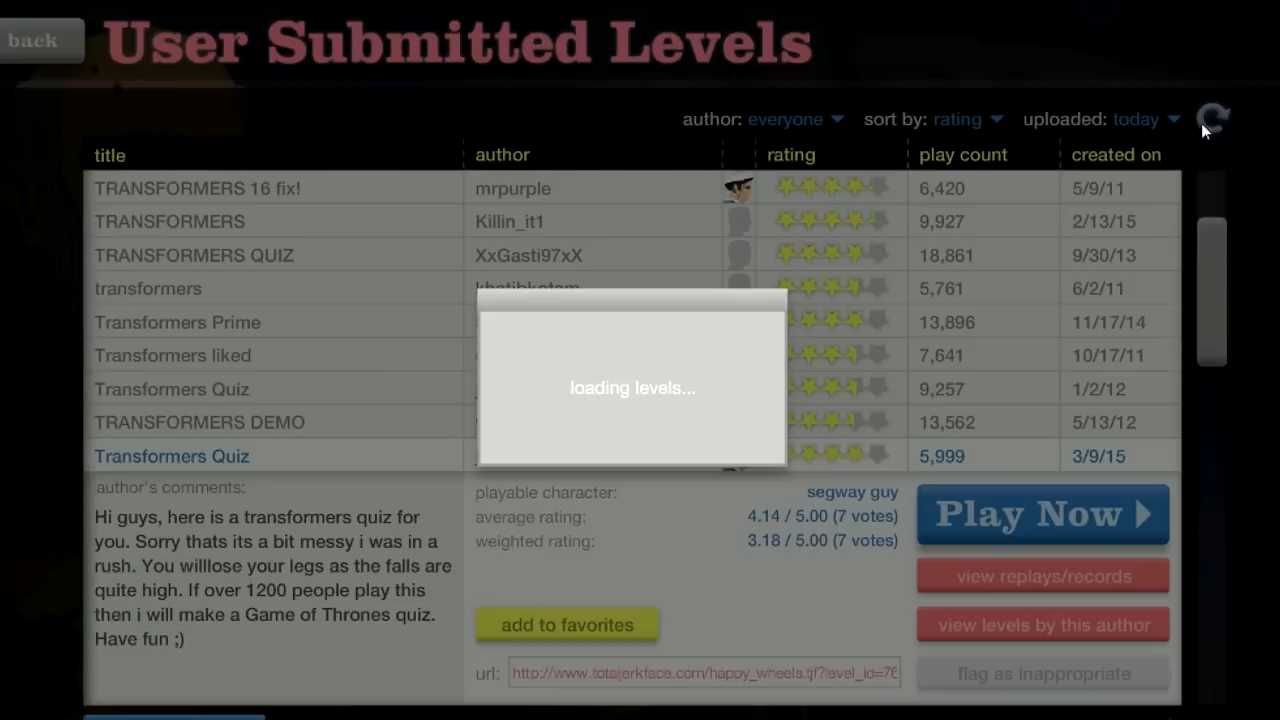 back
User Submitted Levels
author: everyone sort by: rating uploaded: today
title author rating play count created on
TRANSFORMERS 16 fix! mrpurple 6,420 5/9/11
TRANSFORMERS Killin_it1 9,927 2/13/15
TRANSFORMERS QUIZ XxGasti97xX 18,861 9/30/13
transformers 5,761 6/2/11
Transformers Prime 13,896 11/17/14
Transformers liked 7,641 10/17/11
loading levels...
Transformers Quiz 9,257 1/2/12
TRANSFORMERS DEMO 13,562 5/13/12
Transformers Quiz 5,999 3/9/15
author's comments:
Hi guys, here is a transformers quiz for
you. Sorry thats its a bit messy i was in a
rush. You willlose your legs as the falls are
quite high. If over 1200 people play this
then i will make a Game of Thrones quiz.
Have fun ;)
playable character: segway guy
average rating: 4.14 / 5.00 (7 votes)
weighted rating: 3.18 / 5.00 (7 votes)
add to favorites
url: http://www.totaljerkface.com/happy_wheels.tjf?level_id=76
Play Now
view replays/records
view levels by this author
flag as inappropriate